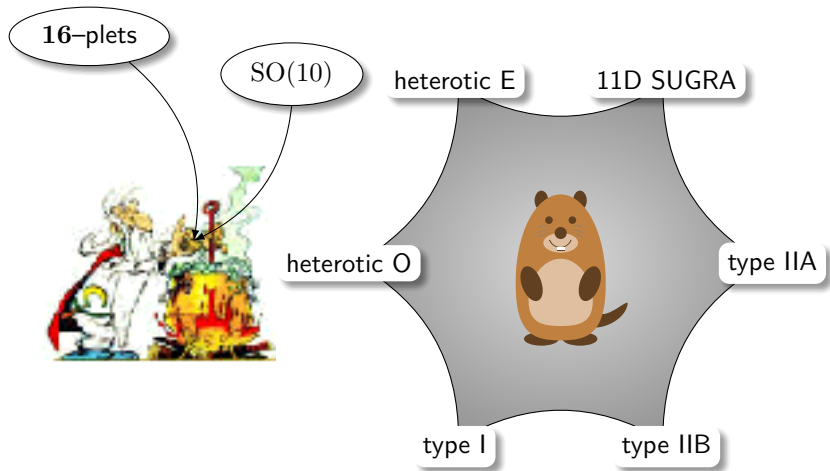 16–plets
SO(10)
heterotic E
11D SUGRA
heterotic O
type IIA
type I
type IIB